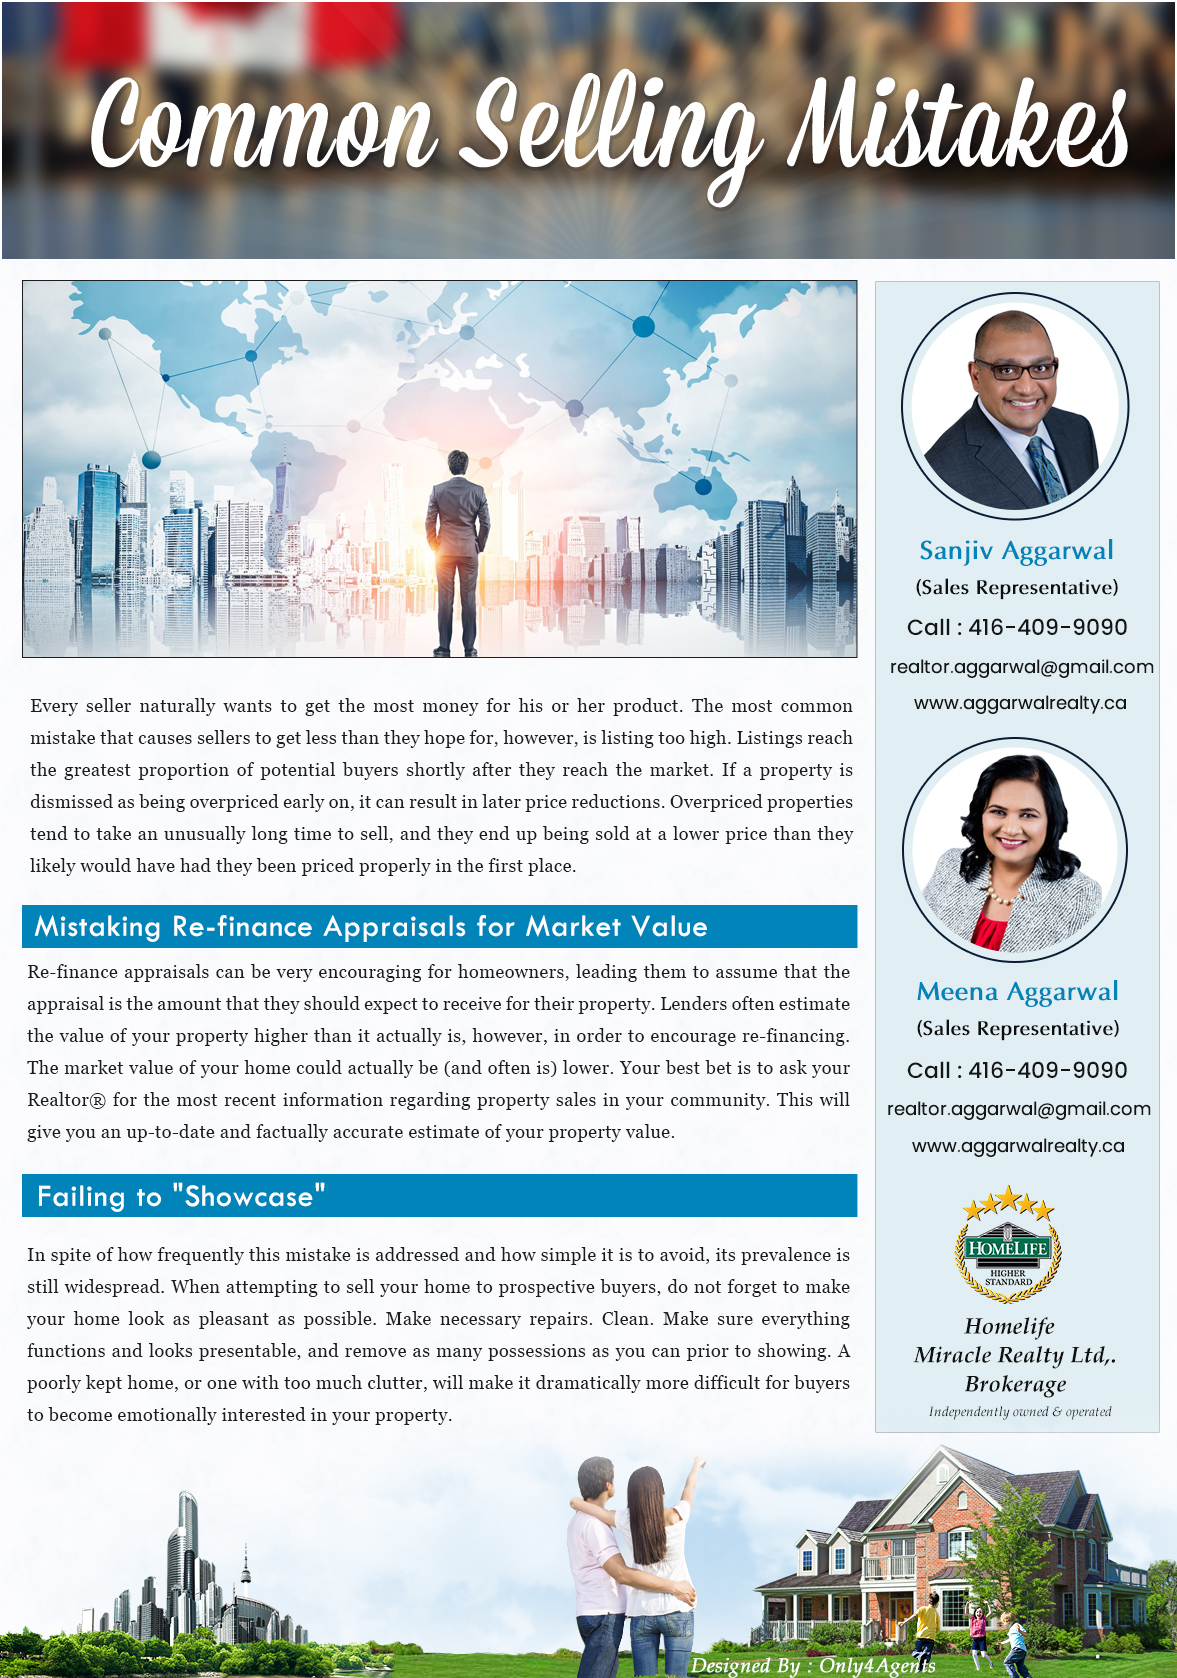 Common Selling Mistakes
Every seller naturally wants to get the most money for his or her product. The most common
mistake that causes sellers to get less than they hope for, however, is listing too high. Listings reach
the greatest proportion of potential buyers shortly after they reach the market. If a property is
dismissed as being overpriced early on, it can result in later price reductions. Overpriced properties
tend to take an unusually long time to sell, and they end up being sold at a lower price than they
likely would have had they been priced properly in the first place.
Mistaking Re-finance Appraisals for Market Value
Re-finance appraisals can be very encouraging for homeowners, leading them to assume that the
appraisal is the amount that they should expect to receive for their property. Lenders often estimate
the value of your property higher than it actually is, however, in order to encourage re-financing.
The market value of your home could actually be (and often is) lower. Your best bet is to ask your
Realtor® for the most recent information regarding property sales in your community. This will
give you an up-to-date and factually accurate estimate of your property value.
Failing to "Showcase"
In spite of how frequently this mistake is addressed and how simple it is to avoid, its prevalence is
still widespread. When attempting to sell your home to prospective buyers, do not forget to make
your home look as pleasant as possible. Make necessary repairs. Clean. Make sure everything
functions and looks presentable, and remove as many possessions as you can prior to showing. A
poorly kept home, or one with too much clutter, will make it dramatically more difficult for buyers
to become emotionally interested in your property.
Sanjiv Aggarwal
(Sales Representative)
Call : 416-409-9090
realtor.aggarwal@gmail.com
www.aggarwalrealty.ca
Meena Aggarwal
(Sales Representative)
Call : 416-409-9090
realtor.aggarwal@gmail.com
www.aggarwalrealty.ca
HOMELIFE
HIGHER
STANDARD
Homelife
Miracle Realty Ltd,.
Brokerage
Independently owned & operated
Designed By : Only4Agents